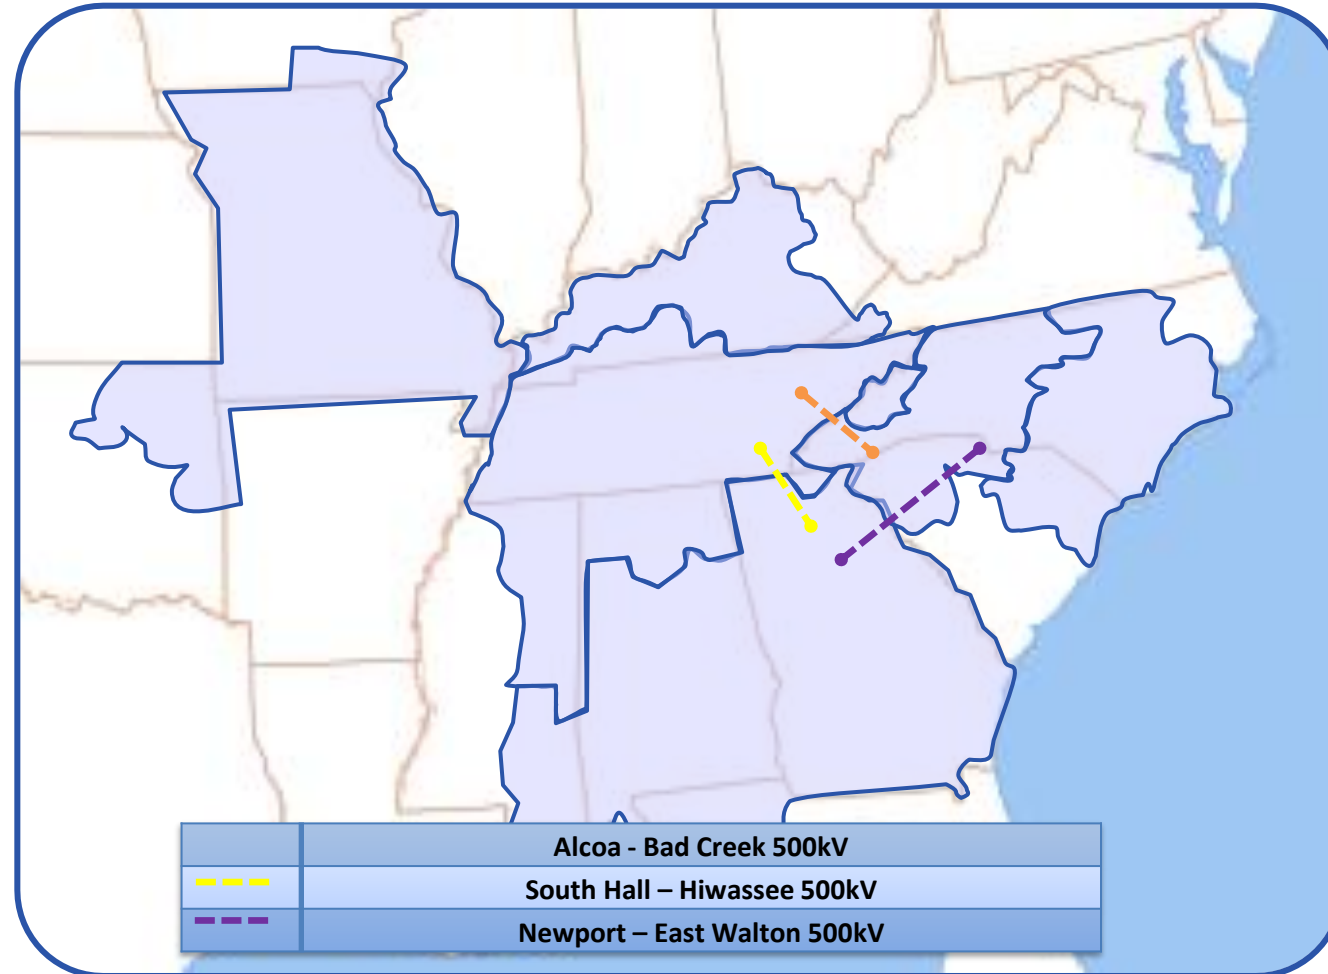 Alcoa - Bad Creek 500kV
South Hall – Hiwassee 500kV
Newport – East Walton 500kV